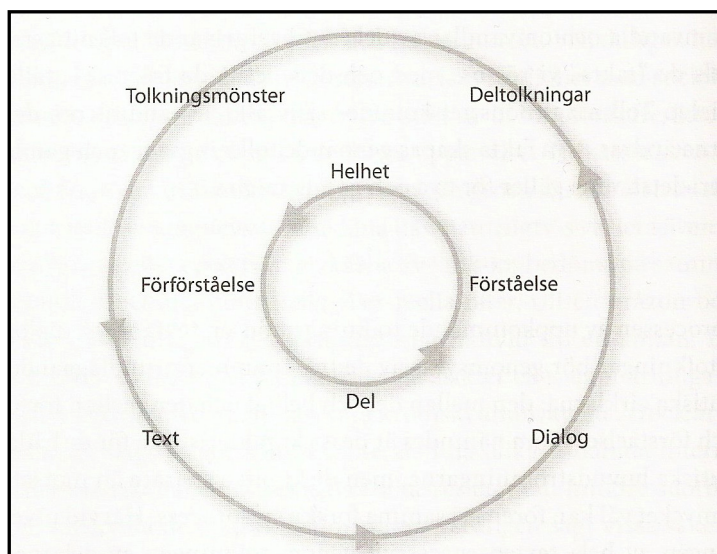 Tolkningsmönster
Deltolkningar
Helhet
Förförståelse
Förståelse
Del
Text
Dialog